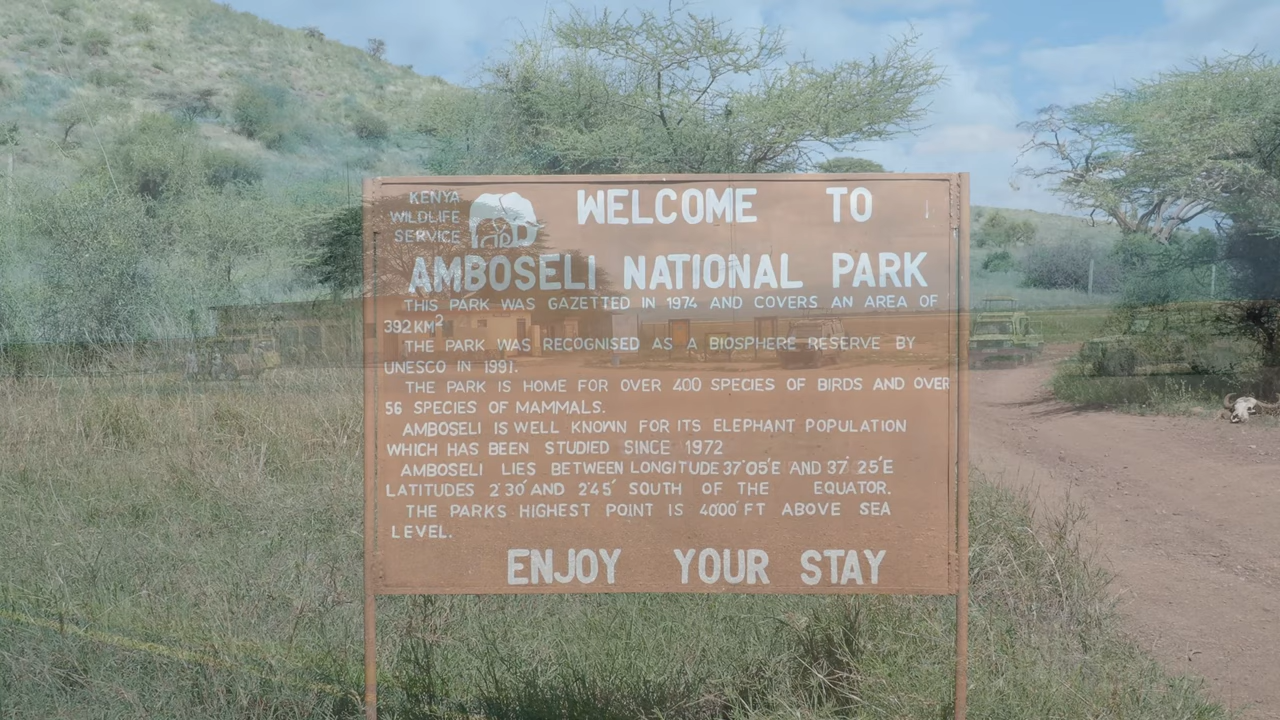 KENYA
WILDLIFE
SERVICE
WELCOME TO
AMBOSELI NATIONAL PARK
THIS PARK WAS GAZETTED IN 1974 AND COVERS AN AREA OF
392KM²
THE PARK WAS RECOGNISED AS A BIOSPHERE RESERVE BY
UNESCO IN 1991.
THE PARK IS HOME FOR OVER 400 SPECIES OF BIRDS AND OVER
56 SPECIES OF MAMMALS.
AMBOSELI IS WELL KNOWN FOR ITS ELEPHANT POPULATION
WHICH HAS BEEN STUDIED SINCE 1972
AMBOSELI LIES BETWEEN LONGITUDE 37°05'E AND 37°25'E
LATITUDES 2°30' AND 2°45' SOUTH OF THE EQUATOR.
THE PARKS HIGHEST POINT IS 4000 FT ABOVE SEA
LEVEL.
ENJOY YOUR STAY